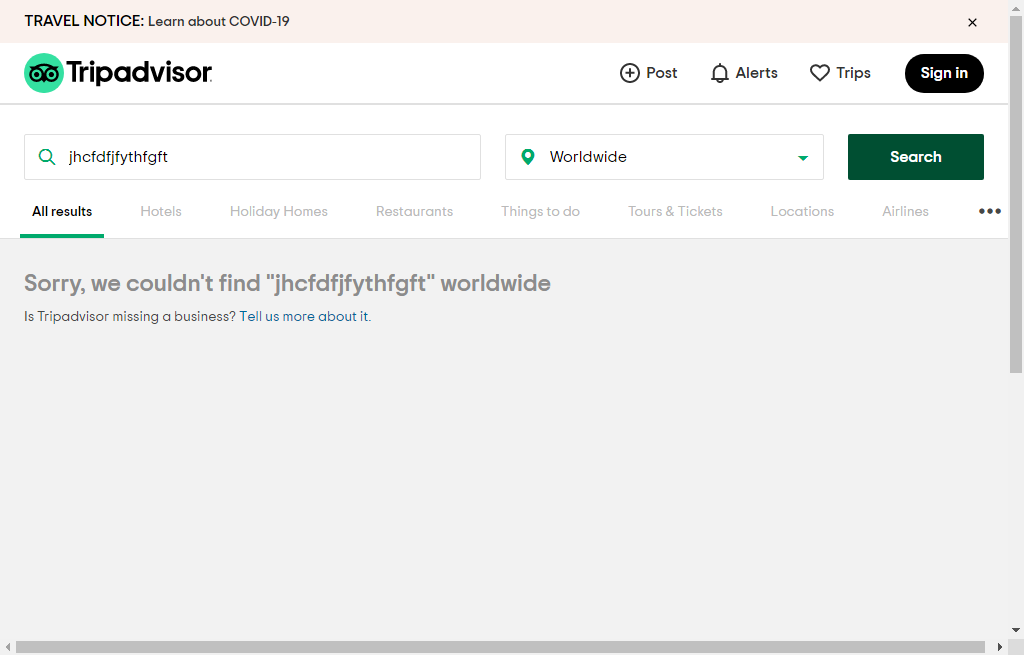 TRAVEL NOTICE: Learn about COVID-19
Tripadvisor
Post
Alerts
Trips
Sign in
jhcfdfjfythfgft
Worldwide
Search
All results
Hotels
Holiday Homes
Restaurants
Things to do
Tours & Tickets
Locations
Airlines
Sorry, we couldn't find "jhcfdfjfythfgft" worldwide
Is Tripadvisor missing a business? Tell us more about it.